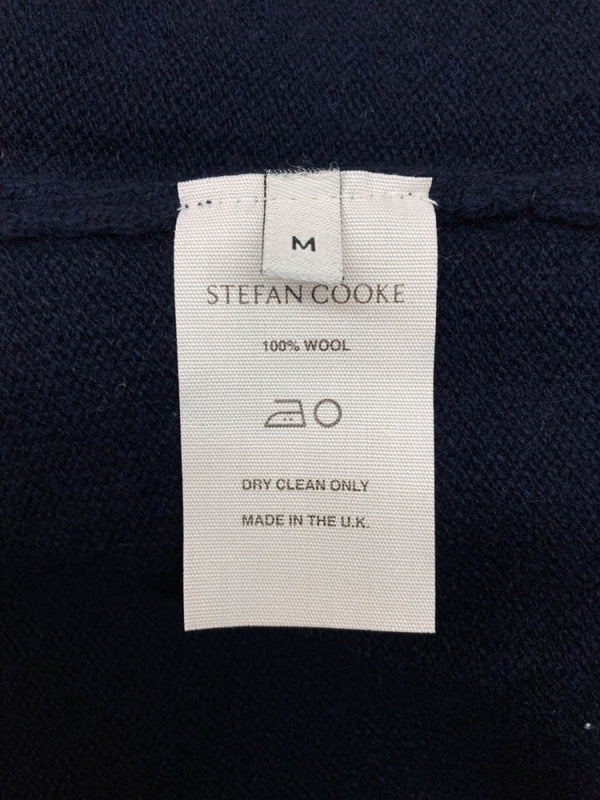 M
STEFAN COOKE
100% WOOL
DRY CLEAN ONLY
MADE IN THE U.K.